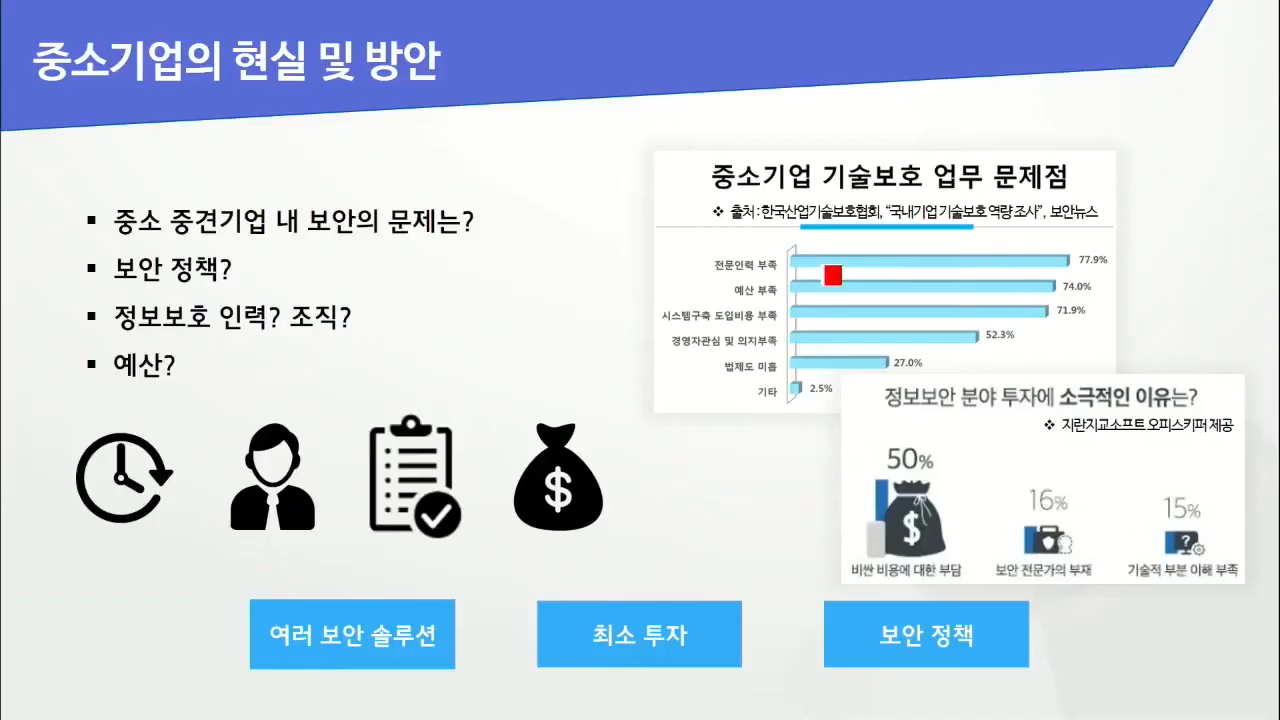 중소기업의 현실 및 방안
▪ 중소 중견기업 내 보안의 문제는?
▪ 보안 정책?
▪ 정보보호 인력? 조직?
▪ 예산?
중소기업 기술보호 업무 문제점
❖ 출처 : 한국산업기술보호협회, “국내기업 기술보호 역량 조사”, 보안뉴스
전문인력 부족 77.9%
예산 부족 74.0%
시스템구축 도입비용 부족 71.9%
경영자관심 및 의지부족 52.3%
법제도 미흡 27.0%
기타 2.5%
정보보안 분야 투자에 소극적인 이유는?
❖ 지란지교소프트 오피스키퍼 제공
50% 16% 15%
비싼 비용에 대한 부담 보안 전문가의 부재 기술적 부분 이해 부족
$ $ ?
여러 보안 솔루션 최소 투자 보안 정책